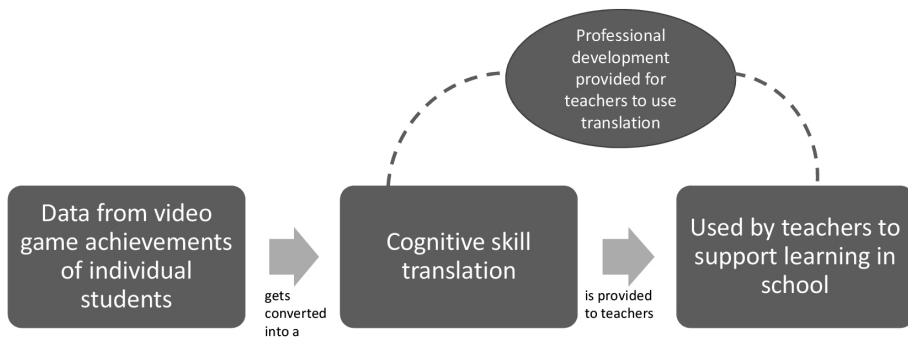 Professional
development
provided for
teachers to use
translation
Data from video
game achievements
of individual
students
gets
converted
into a
Cognitive skill
translation
is provided
to teachers
Used by teachers to
support learning in
school